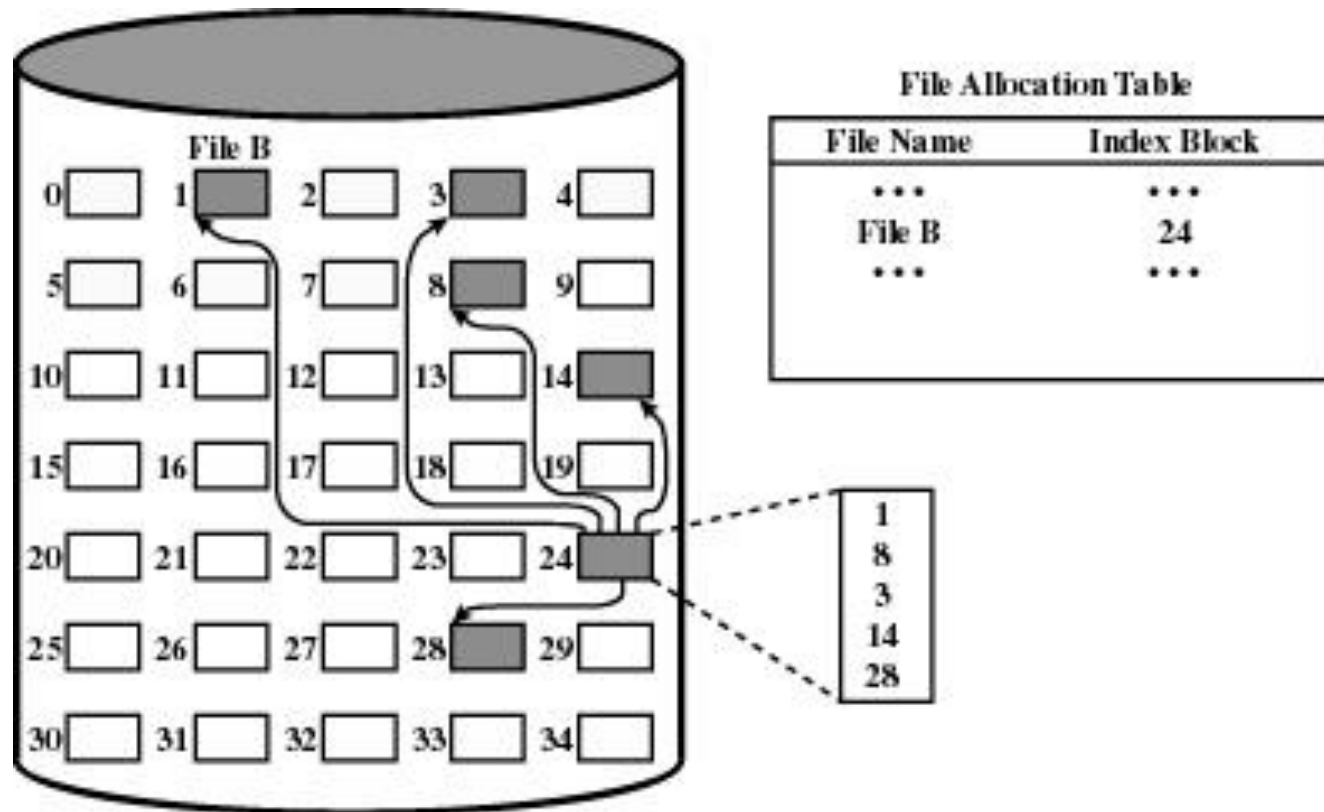 File Allocation Table
File Name Index Block
••• •••
File B 24
••• •••
File B
0 1 2 3 4
5 6 7 8 9
10 11 12 13 14
15 16 17 18 19
20 21 22 23 24
25 26 27 28 29
30 31 32 33 34
1
8
3
14
28